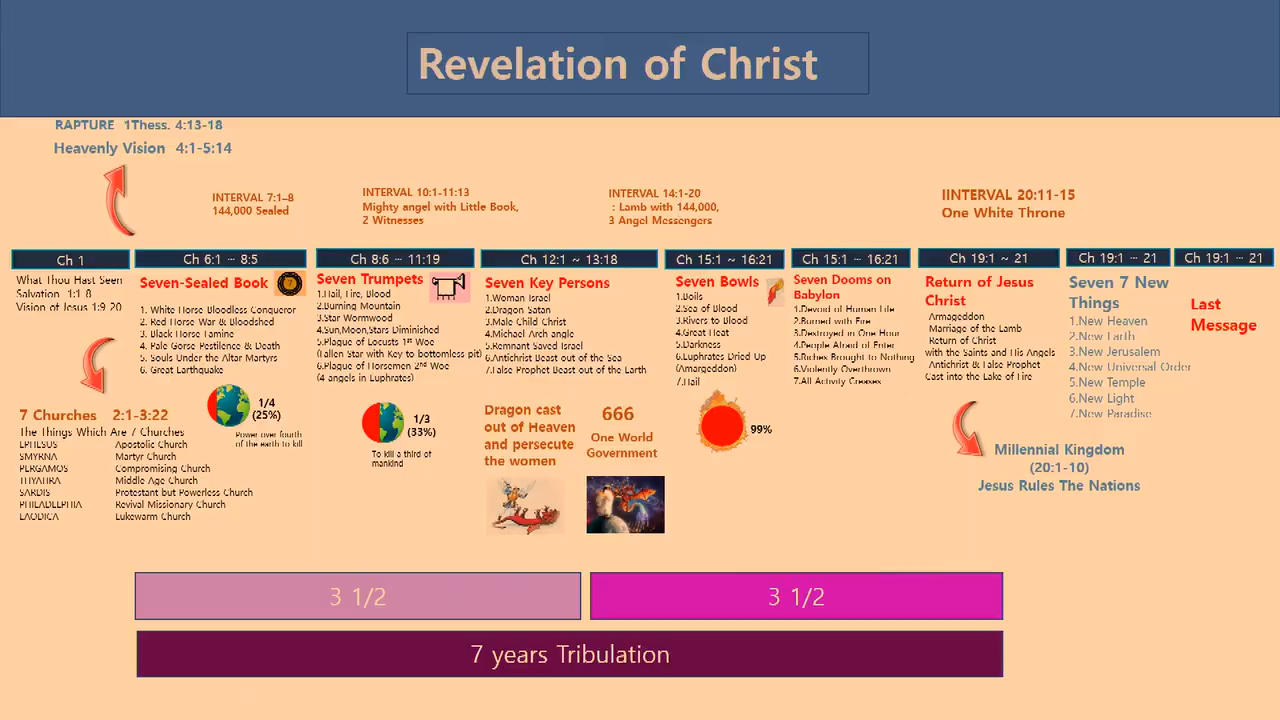 Revelation of Christ
RAPTURE 1Thess. 4:13-18
Heavenly Vision 4:1-5:14
INTERVAL 7:1-8
144,000 Sealed
INTERVAL 10:1-11:13
Mighty angel with Little Book,
2 Witnesses
INTERVAL 14:1-20
: Lamb with 144,000,
3 Angel Messengers
IINTERVAL 20:11-15
One White Throne
Ch 1
What Thou Hast Seen
Salvation 1:1-8
Vision of Jesus 1:9-20
7 Churches 2:1-3:22
The Things Which Are 7 Churches
EPHESUS Apostolic Church
SMYRNA Martyr Church
PERGAMOS Compromising Church
THYATIRA Middle Age Church
SARDIS Protestant but Powerless Church
PHILADELPHIA Revival Missionary Church
LAODICA Lukewarm Church
Ch 6:1 ~ 8:5
Seven-Sealed Book
7
1. White Horse Bloodless Conqueror
2. Red Horse War & Bloodshed
3. Black Horse Famine
4. Pale Gorse Pestilence & Death
5. Souls Under the Altar Martyrs
6. Great Earthquake
1/4
(25%)
Power over fourth
of the earth to kill
Ch 8:6 ~ 11:19
Seven Trumpets
1.Hail, Fire, Blood
2.Burning Mountain
3.Star Wormwood
4.Sun,Moon,Stars Diminished
5.Plague of Locusts 1st Woe
(Fallen Star with Key to bottomless pit)
6.Plague of Horsemen 2nd Woe
(4 angels in Euphrates)
1/3
(33%)
To kill a third of
mankind
Ch 12:1 ~ 13:18
Seven Key Persons
1.Woman Israel
2.Dragon Satan
3.Male Child Christ
4.Michael Arch angle
5.Remnant Saved Israel
6.Antichrist Beast out of the Sea
7.False Prophet Beast out of the Earth
Dragon cast
out of Heaven
and persecute
the women
666
One World
Government
Ch 15:1 ~ 16:21
Seven Bowls
1.Boils
2.Sea of Blood
3.Rivers to Blood
4.Great Heat
5.Darkness
6.Euphrates Dried Up
(Amargeddon)
7.Hail
99%
Ch 15:1 ~ 16:21
Seven Dooms on
Babylon
1.Devoid of Human Life
2.Burned with Fire
3.Destroyed in One Hour
4.People Afraid of Enter
5.Riches Brought to Nothing
6.Violently Overthrown
7.All Activity Creases
Ch 19:1 ~ 21
Return of Jesus
Christ
Armageddon
Marriage of the Lamb
Return of Christ
with the Saints and His Angels
Antichrist & False Prophet
Cast into the Lake of Fire
Millennial Kingdom
(20:1-10)
Jesus Rules The Nations
Ch 19:1 ~ 21
Seven 7 New
Things
1.New Heaven
2.New Earth
3.New Jerusalem
4.New Universal Order
5.New Temple
6.New Light
7.New Paradise
Ch 19:1 ~ 21
Last
Message
3 1/2
3 1/2
7 years Tribulation